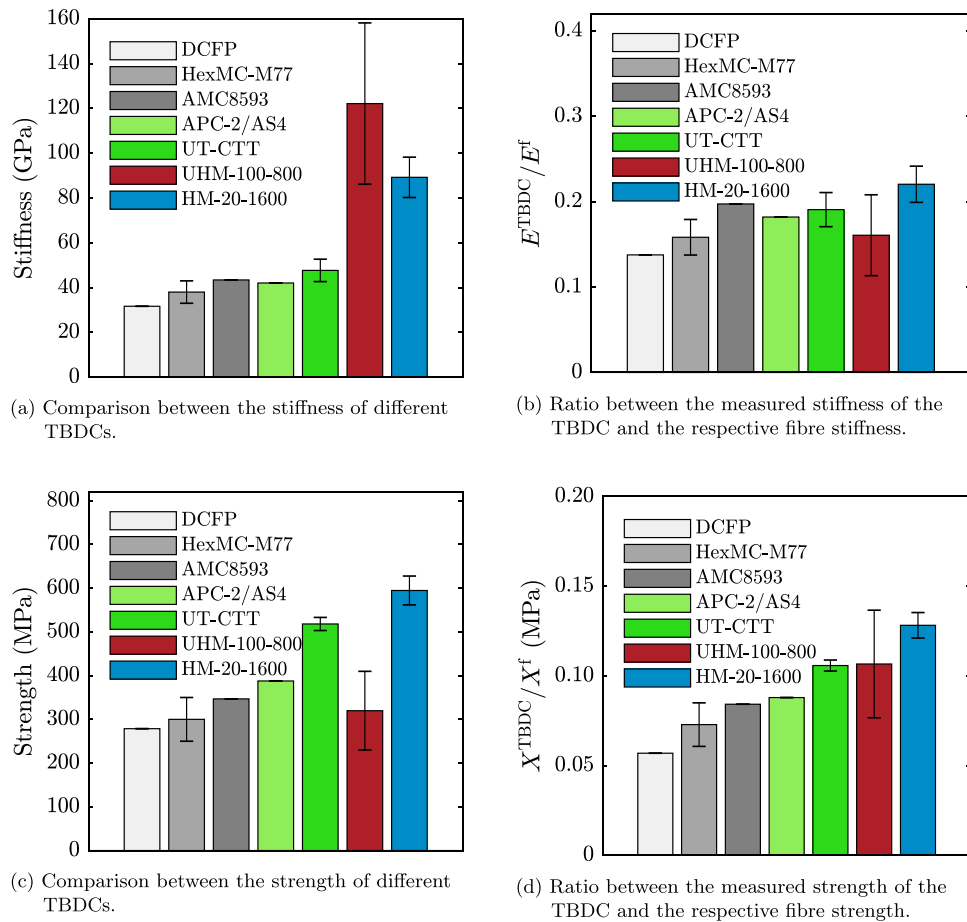 160
140
120
100
80
60
40
20
0
Stiffness (GPa)
DCFP
HexMC-M77
AMC8593
APC-2/AS4
UT-CTT
UHM-100-800
HM-20-1600
(a) Comparison between the stiffness of different
TBDCs.
0.4
0.3
0.2
0.1
0
E^TBDC/E^f
DCFP
HexMC-M77
AMC8593
APC-2/AS4
UT-CTT
UHM-100-800
HM-20-1600
(b) Ratio between the measured stiffness of the
TBDC and the respective fibre stiffness.
800
700
600
500
400
300
200
100
0
Strength (MPa)
DCFP
HexMC-M77
AMC8593
APC-2/AS4
UT-CTT
UHM-100-800
HM-20-1600
(c) Comparison between the strength of different
TBDCs.
0.20
0.15
0.10
0.05
0
X^TBDC/X^f (MPa)
DCFP
HexMC-M77
AMC8593
APC-2/AS4
UT-CTT
UHM-100-800
HM-20-1600
(d) Ratio between the measured strength of the
TBDC and the respective fibre strength.